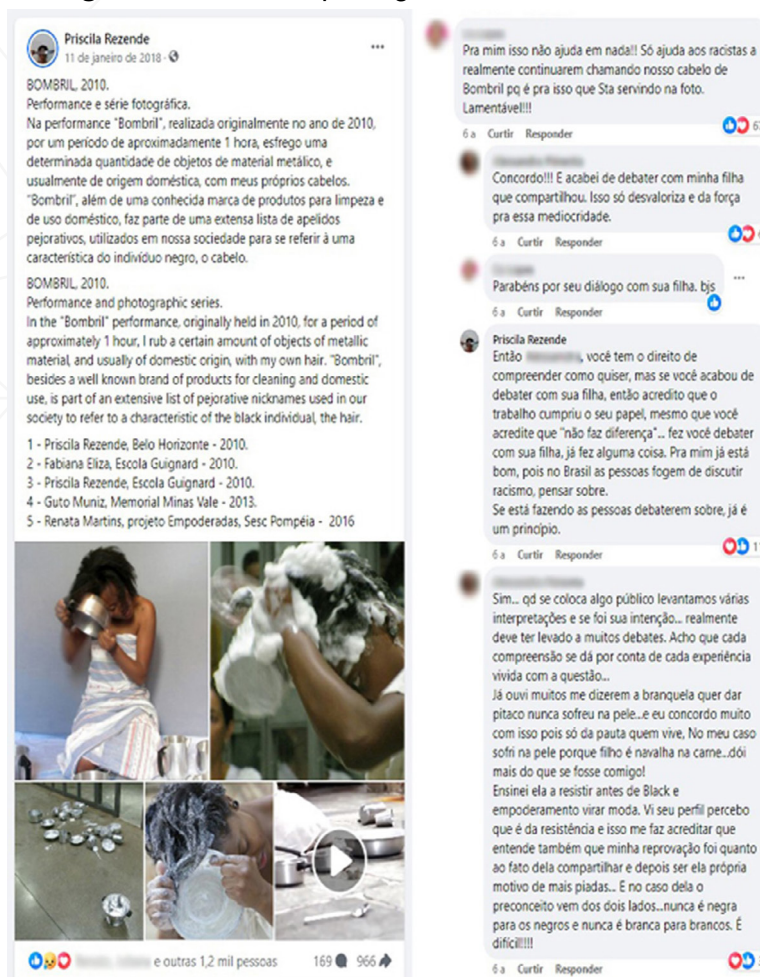 Priscila Rezende
11 de janeiro de 2018 ·
BOMBRIL, 2010.
Performance e série fotográfica.
Na performance "Bombril", realizada originalmente no ano de 2010,
por um período de aproximadamente 1 hora, esfrego uma
determinada quantidade de objetos de material metálico, e
usualmente de origem doméstica, com meus próprios cabelos.
"Bombril", além de uma conhecida marca de produtos para limpeza e
de uso doméstico, faz parte de uma extensa lista de apelidos
pejorativos, utilizados em nossa sociedade para se referir à uma
característica do indivíduo negro, o cabelo.
BOMBRIL, 2010.
Performance and photographic series.
In the "Bombril" performance, originally held in 2010, for a period of
approximately 1 hour, I rub a certain amount of objects of metallic
material, and usually of domestic origin, with my own hair. "Bombril",
besides a well known brand of products for cleaning and domestic
use, is part of an extensive list of pejorative nicknames used in our
society to refer to a characteristic of the black individual, the hair.
1 - Priscila Rezende, Belo Horizonte - 2010.
2 - Fabiana Eliza, Escola Guignard - 2010.
3 - Priscila Rezende, Escola Guignard - 2010.
4 - Guto Muniz, Memorial Minas Vale - 2013.
5 - Renata Martins, projeto Empoderadas, Sesc Pompéia - 2016
e outras 1,2 mil pessoas 169 966
Pra mim isso não ajuda em nada!! Só ajuda aos racistas a
realmente continuarem chamando nosso cabelo de
Bombril pq é pra isso que Sta servindo na foto.
Lamentável!!!
6 a Curtir Responder
Concordo!!! E acabei de debater com minha filha
que compartilhou. Isso só desvaloriza e da força
pra essa mediocridade.
6 a Curtir Responder
Parabéns por seu diálogo com sua filha. bjs
6 a Curtir Responder
Priscila Rezende
Então , você tem o direito de
compreender como quiser, mas se você acabou de
debater com sua filha, então acredito que o
trabalho cumpriu o seu papel, mesmo que você
acredite que "não faz diferença"... fez você debater
com sua filha, já fez alguma coisa. Pra mim já está
bom, pois no Brasil as pessoas fogem de discutir
racismo, pensar sobre.
Se está fazendo as pessoas debaterem sobre, já é
um princípio.
6 a Curtir Responder
Sim... qd se coloca algo público levantamos várias
interpretações e se foi sua intenção... realmente
deve ter levado a muitos debates. Acho que cada
compreensão se dá por conta de cada experiência
vivida com a questão...
Já ouvi muitos me dizerem a branquela quer dar
pitaco nunca sofreu na pele...e eu concordo muito
com isso pois só da pauta quem vive, No meu caso
sofri na pele porque filho é navalha na carne...dói
mais do que se fosse comigo!
Ensinei ela a resistir antes de Black e
empoderamento virar moda. Vi seu perfil percebo
que é da resistência e isso me faz acreditar que
entende também que minha reprovação foi quanto
ao fato dela compartilhar e depois ser ela própria
motivo de mais piadas... E no caso dela o
preconceito vem dos dois lados...nunca é negra
para os negros e nunca é branca para brancos. É
difícil!!!!
6 a Curtir Responder